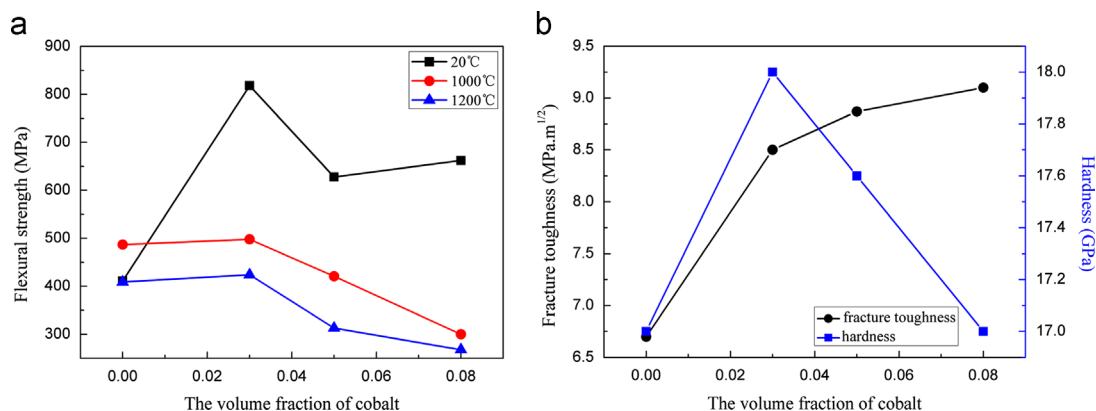 a
900
800
700
600
500
400
300
Flexural strength (MPa)
20℃
1000℃
1200℃
0.00 0.02 0.04 0.06 0.08
The volume fraction of cobalt
b
9.5
9.0
8.5
8.0
7.5
7.0
6.5
Fracture toughness (MPa.m1/2)
fracture toughness
hardness
18.0
17.8
17.6
17.4
17.2
17.0
Hardness (GPa)
0.00 0.02 0.04 0.06 0.08
The volume fraction of cobalt